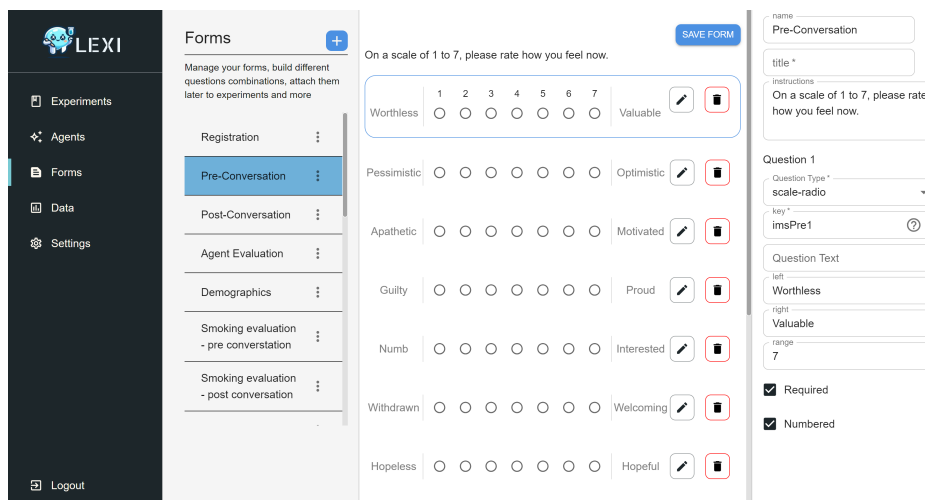 LEXI
Experiments
Agents
Forms
Data
Settings
Logout
Forms
+
Manage your forms, build different
questions combinations, attach them
later to experiments and more
Registration
Pre-Conversation
Post-Conversation
Agent Evaluation
Demographics
Smoking evaluation
- pre converstation
Smoking evaluation
- post conversation
SAVE FORM
On a scale of 1 to 7, please rate how you feel now.
1 2 3 4 5 6 7
Worthless Valuable
Pessimistic Optimistic
Apathetic Motivated
Guilty Proud
Numb Interested
Withdrawn Welcoming
Hopeless Hopeful
name
Pre-Conversation
title *
instructions
On a scale of 1 to 7, please rate
how you feel now.
Question 1
Question Type *
scale-radio
key *
imsPre1
?
Question Text
left
Worthless
right
Valuable
range
7
Required
Numbered